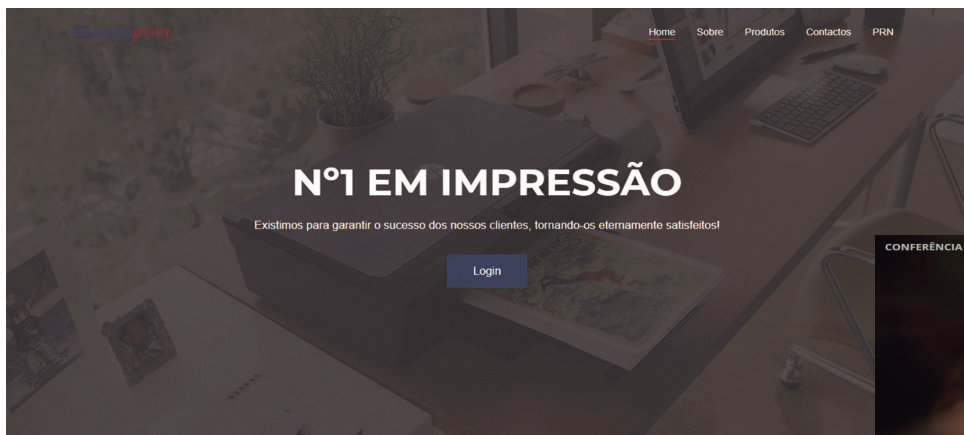 print
Home Sobre Produtos Contactos PRN
Nº1 EM IMPRESSÃO
Existimos para garantir o sucesso dos nossos clientes, tornando-os eternamente satisfeitos!
Login
CONFERÊNCIA